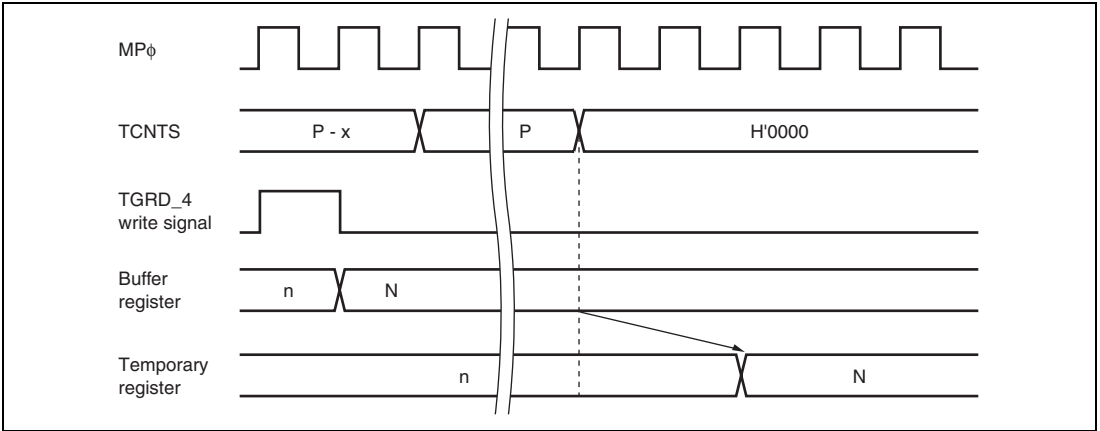 MPφ
TCNTS
P - x
P
H'0000
TGRD_4
write signal
Buffer
register
n
N
Temporary
register
n
N